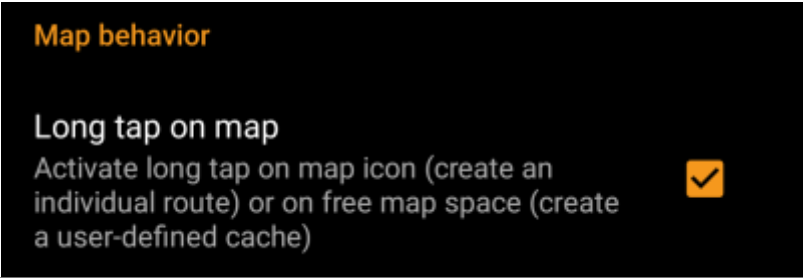 Map behavior
Long tap on map
Activate long tap on map icon (create an
individual route) or on free map space (create
a user-defined cache)